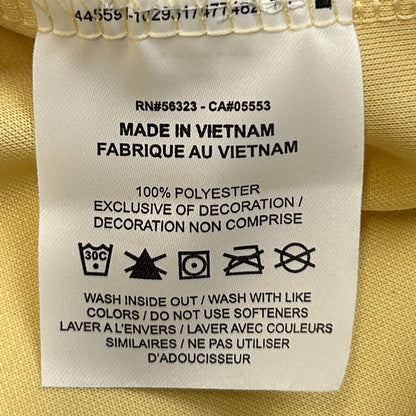 RN#56323 - CA#05553
MADE IN VIETNAM
FABRIQUE AU VIETNAM
100% POLYESTER
EXCLUSIVE OF DECORATION /
DECORATION NON COMPRISE
30C
WASH INSIDE OUT / WASH WITH LIKE
COLORS / DO NOT USE SOFTENERS
LAVER A L'ENVERS / LAVER AVEC COULEURS
SIMILAIRES / NE PAS UTILISER
D'ADOUCISSEUR